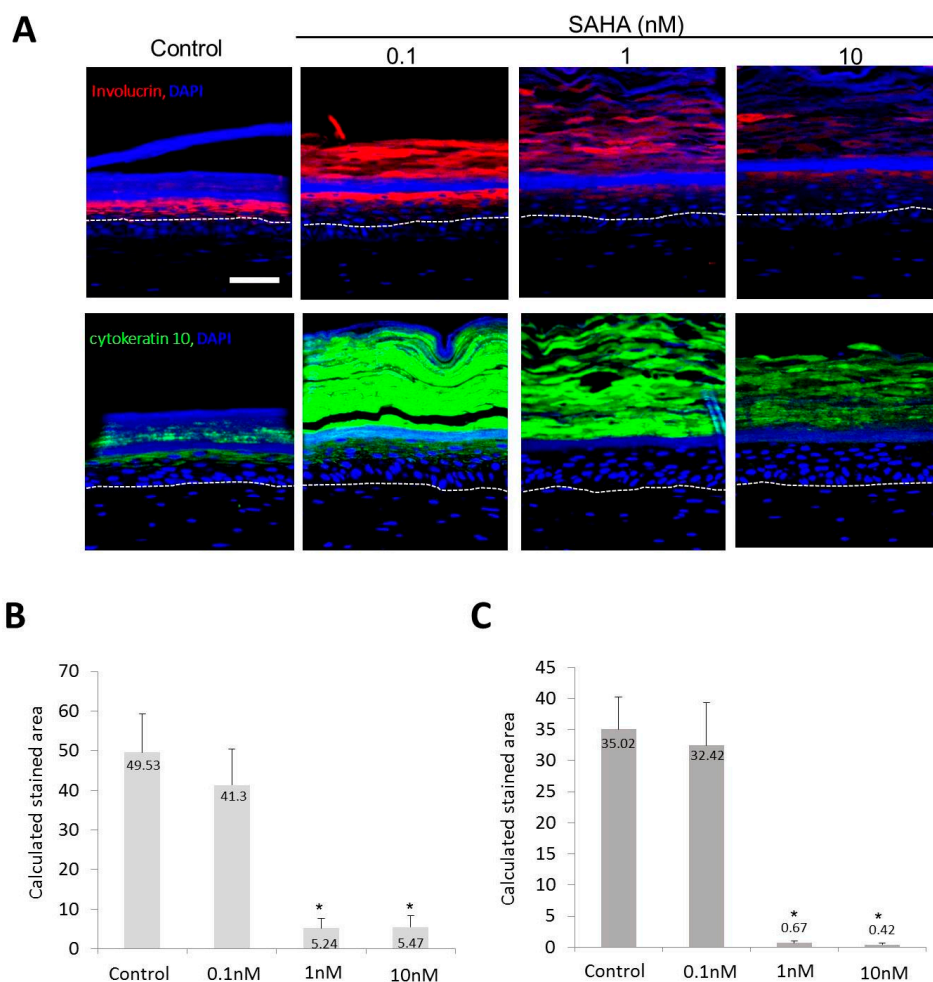 A
SAHA (nM)
Control
0.1
1
10
Involucrin, DAPI
cytokeratin 10, DAPI
B
Calculated stained area
70
60
50
40
30
20
10
0
49.53
41.3
*
5.24
*
5.47
Control
0.1nM
1nM
10nM
C
Calculated stained area
45
40
35
30
25
20
15
10
5
0
35.02
32.42
*
0.67
*
0.42
Control
0.1nM
1nM
10nM